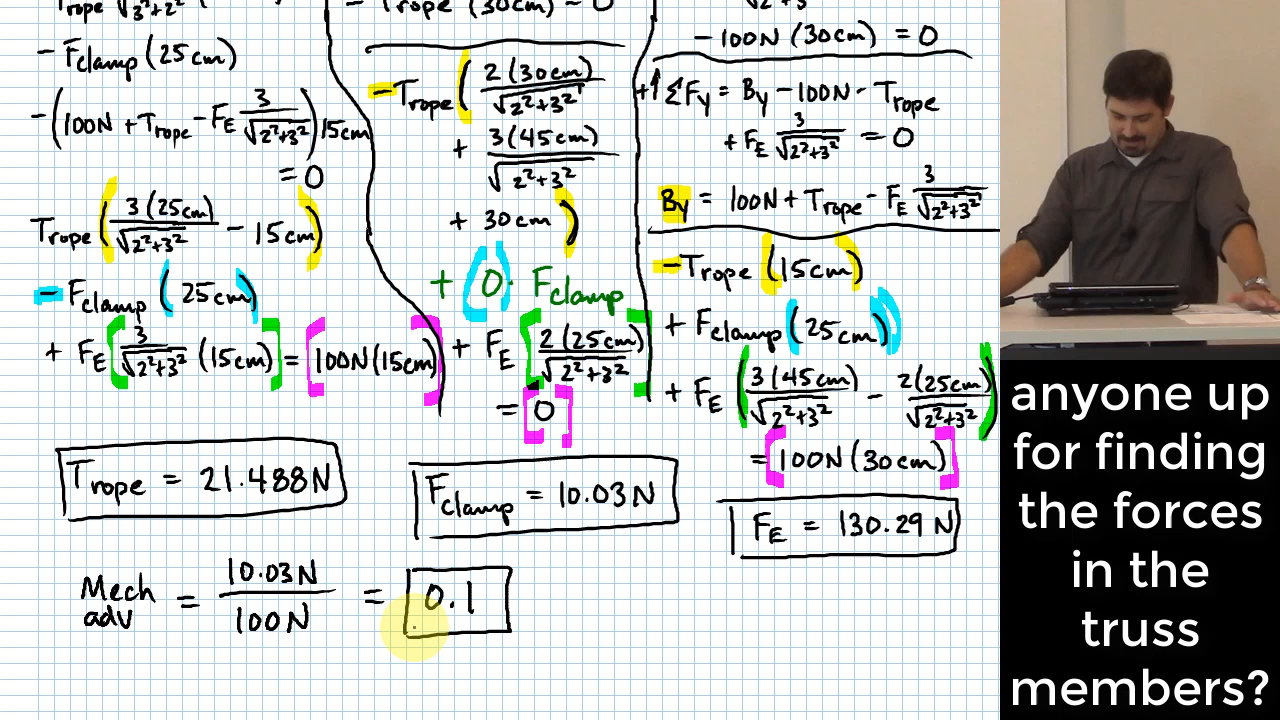 Trope √3²+2²
- Fclamp (25cm)
- (100N + Trope - FE 3/√2²+3²) 15cm
= 0
Trope (3(25cm)/√2²+3² - 15cm)
- Fclamp (25cm)
+ FE [3/√2²+3² (15cm)] = [100N(15cm)]
Trope = 21.488N
- Trope (30cm) = 0
- Trope (2(30cm)/√2²+3²
+ 3(45cm)/√2²+3²
+ 30cm)
+ (0) · Fclamp
+ FE [2(25cm)/√2²+3²]
= [0]
Fclamp = 10.03N
√2²+3²
- 100N (30cm) = 0
+↑ ΣFy = By - 100N - Trope
+ FE 3/√2²+3² = 0
By = 100N + Trope - FE 3/√2²+3²
- Trope (15cm)
+ Fclamp (25cm)
+ FE (3(45cm)/√2²+3² - 2(25cm)/√2²+3²)
= [100N(30cm)]
FE = 130.29 N
Mech adv = 10.03N/100N = 0.1
anyone up
for finding
the forces
in the
truss
members?